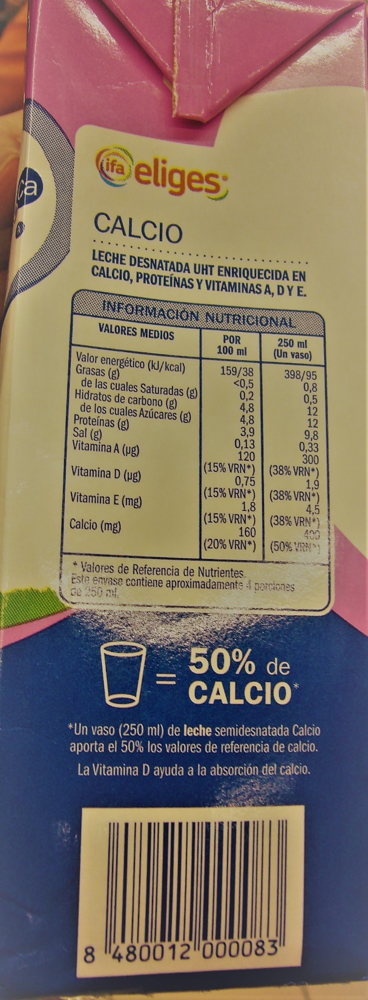 ca
ifa eliges
CALCIO
LECHE DESNATADA UHT ENRIQUECIDA EN
CALCIO, PROTEÍNAS Y VITAMINAS A, D Y E.
INFORMACIÓN NUTRICIONAL
VALORES MEDIOS POR 100 ml 250 ml (Un vaso)
Valor energético (kJ/kcal) 159/38 398/95
Grasas (g) <0,5 0,8
de las cuales Saturadas (g) 0,2 0,5
Hidratos de carbono (g) 4,8 12
de los cuales Azúcares (g) 4,8 12
Proteínas (g) 3,9 9,8
Sal (g) 0,13 0,33
Vitamina A (µg) 120 300
(15% VRN*) (38% VRN*)
Vitamina D (µg) 0,75 1,9
(15% VRN*) (38% VRN*)
Vitamina E (mg) 1,8 4,5
(15% VRN*) (38% VRN*)
Calcio (mg) 160 400
(20% VRN*) (50% VRN*)
* Valores de Referencia de Nutrientes.
Este envase contiene aproximadamente 4 porciones
de 250 ml.
= 50% de
CALCIO*
*Un vaso (250 ml) de leche semidesnatada Calcio
aporta el 50% los valores de referencia de calcio.
La Vitamina D ayuda a la absorción del calcio.
8 480012 000083